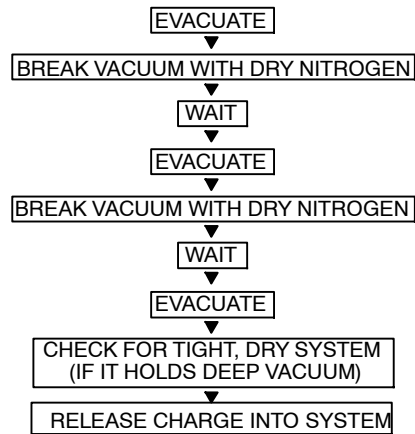 EVACUATE
BREAK VACUUM WITH DRY NITROGEN
WAIT
EVACUATE
BREAK VACUUM WITH DRY NITROGEN
WAIT
EVACUATE
CHECK FOR TIGHT, DRY SYSTEM
(IF IT HOLDS DEEP VACUUM)
RELEASE CHARGE INTO SYSTEM